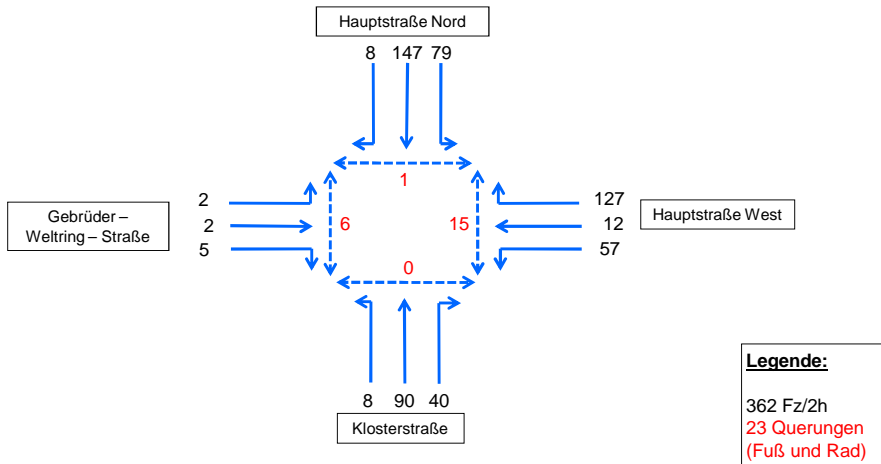 Hauptstraße Nord
8 147 79
1
2
2
5
Gebrüder –
Weltring – Straße
6
15
127
12
57
Hauptstraße West
0
8 90 40
Klosterstraße
Legende:
362 Fz/2h
23 Querungen
(Fuß und Rad)